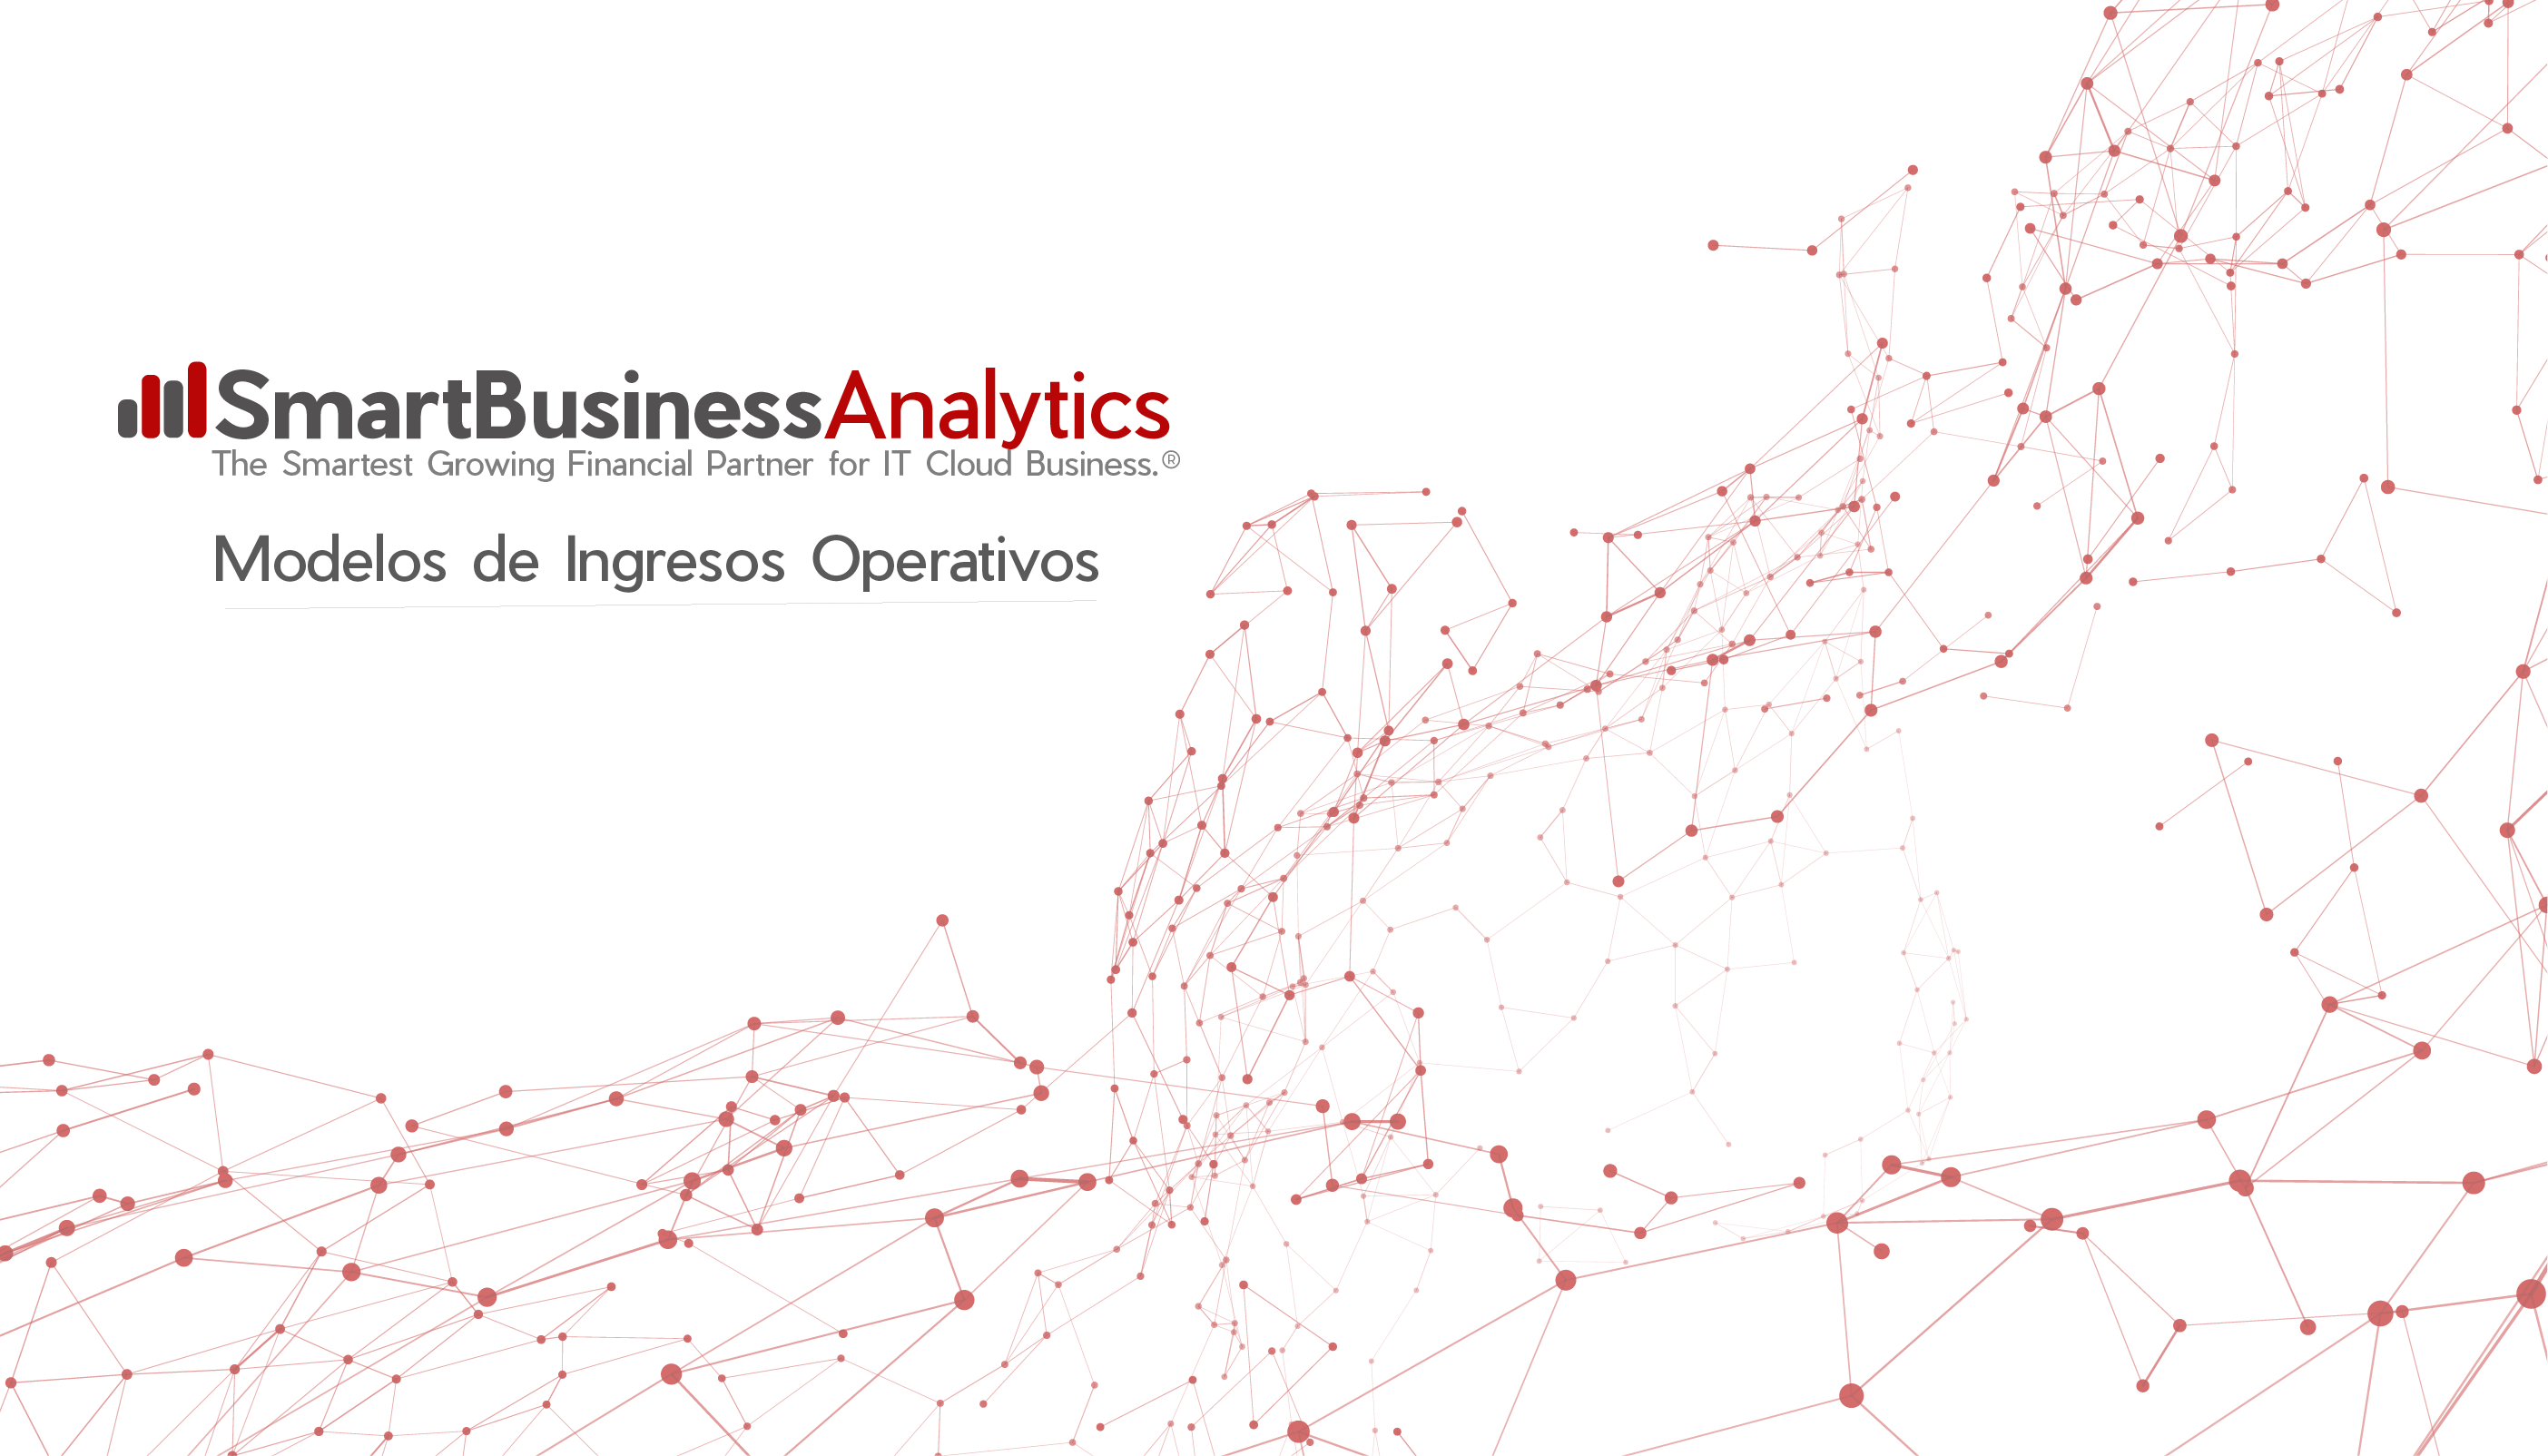 SmartBusinessAnalytics
The Smartest Growing Financial Partner for IT Cloud Business.®
Modelos de Ingresos Operativos